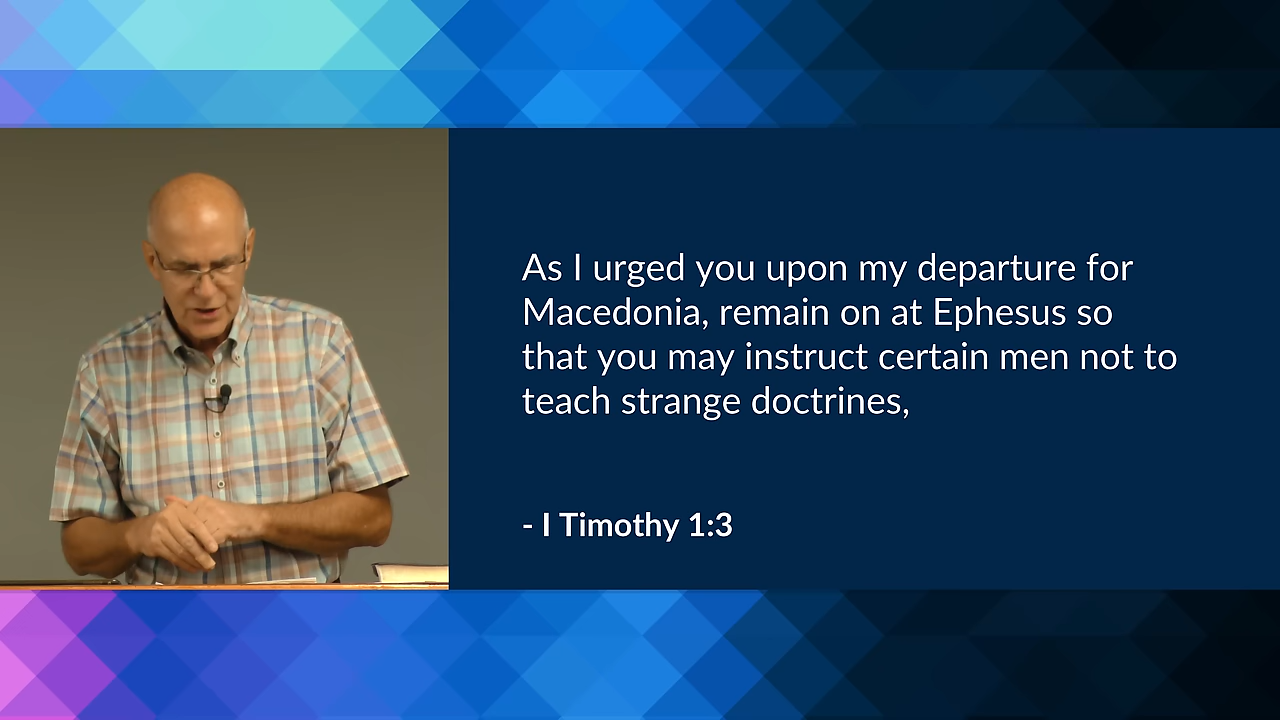 As I urged you upon my departure for
Macedonia, remain on at Ephesus so
that you may instruct certain men not to
teach strange doctrines,
- I Timothy 1:3